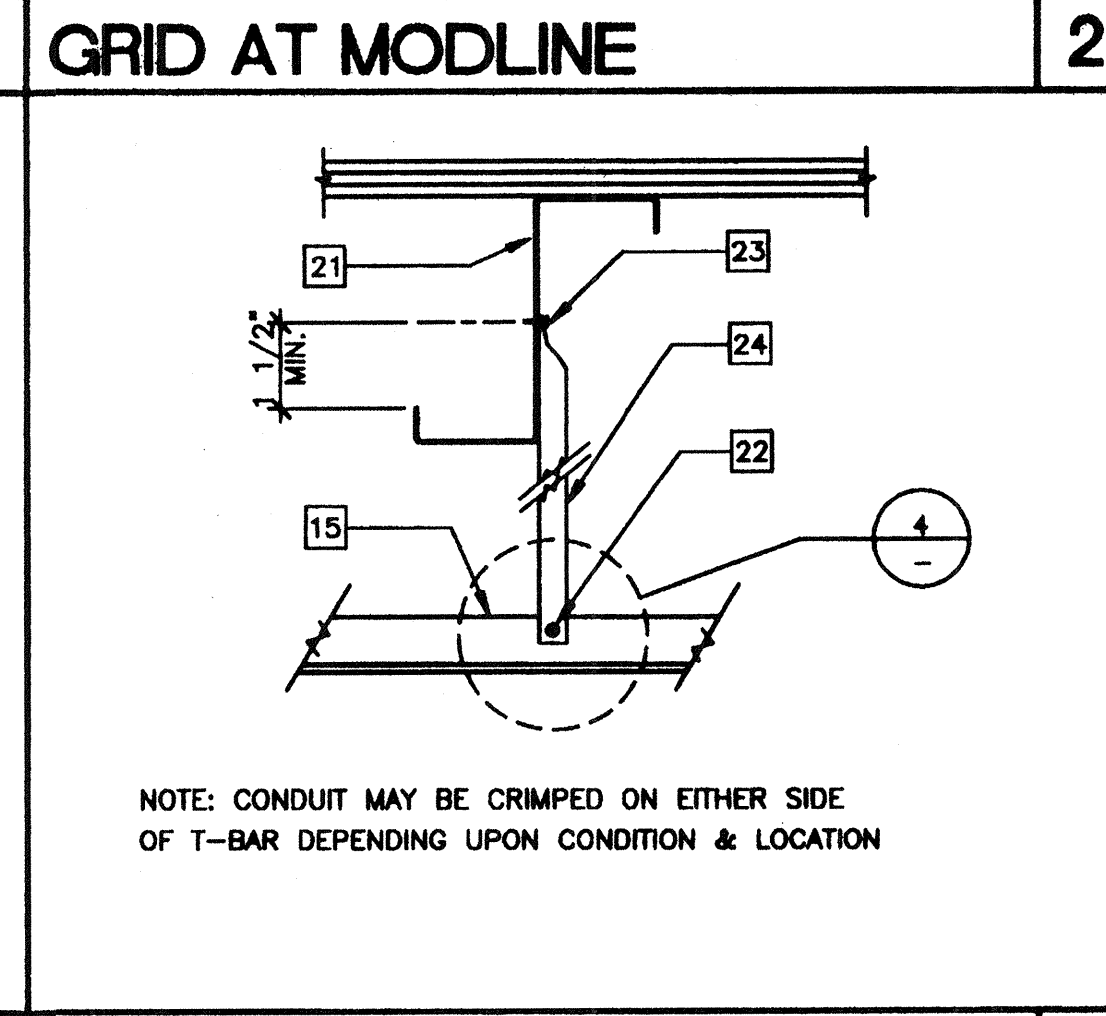 GRID AT MODLINE
2
21
23
1 1/2"
MIN.
24
22
15
4
–
NOTE: CONDUIT MAY BE CRIMPED ON EITHER SIDE
OF T-BAR DEPENDING UPON CONDITION & LOCATION